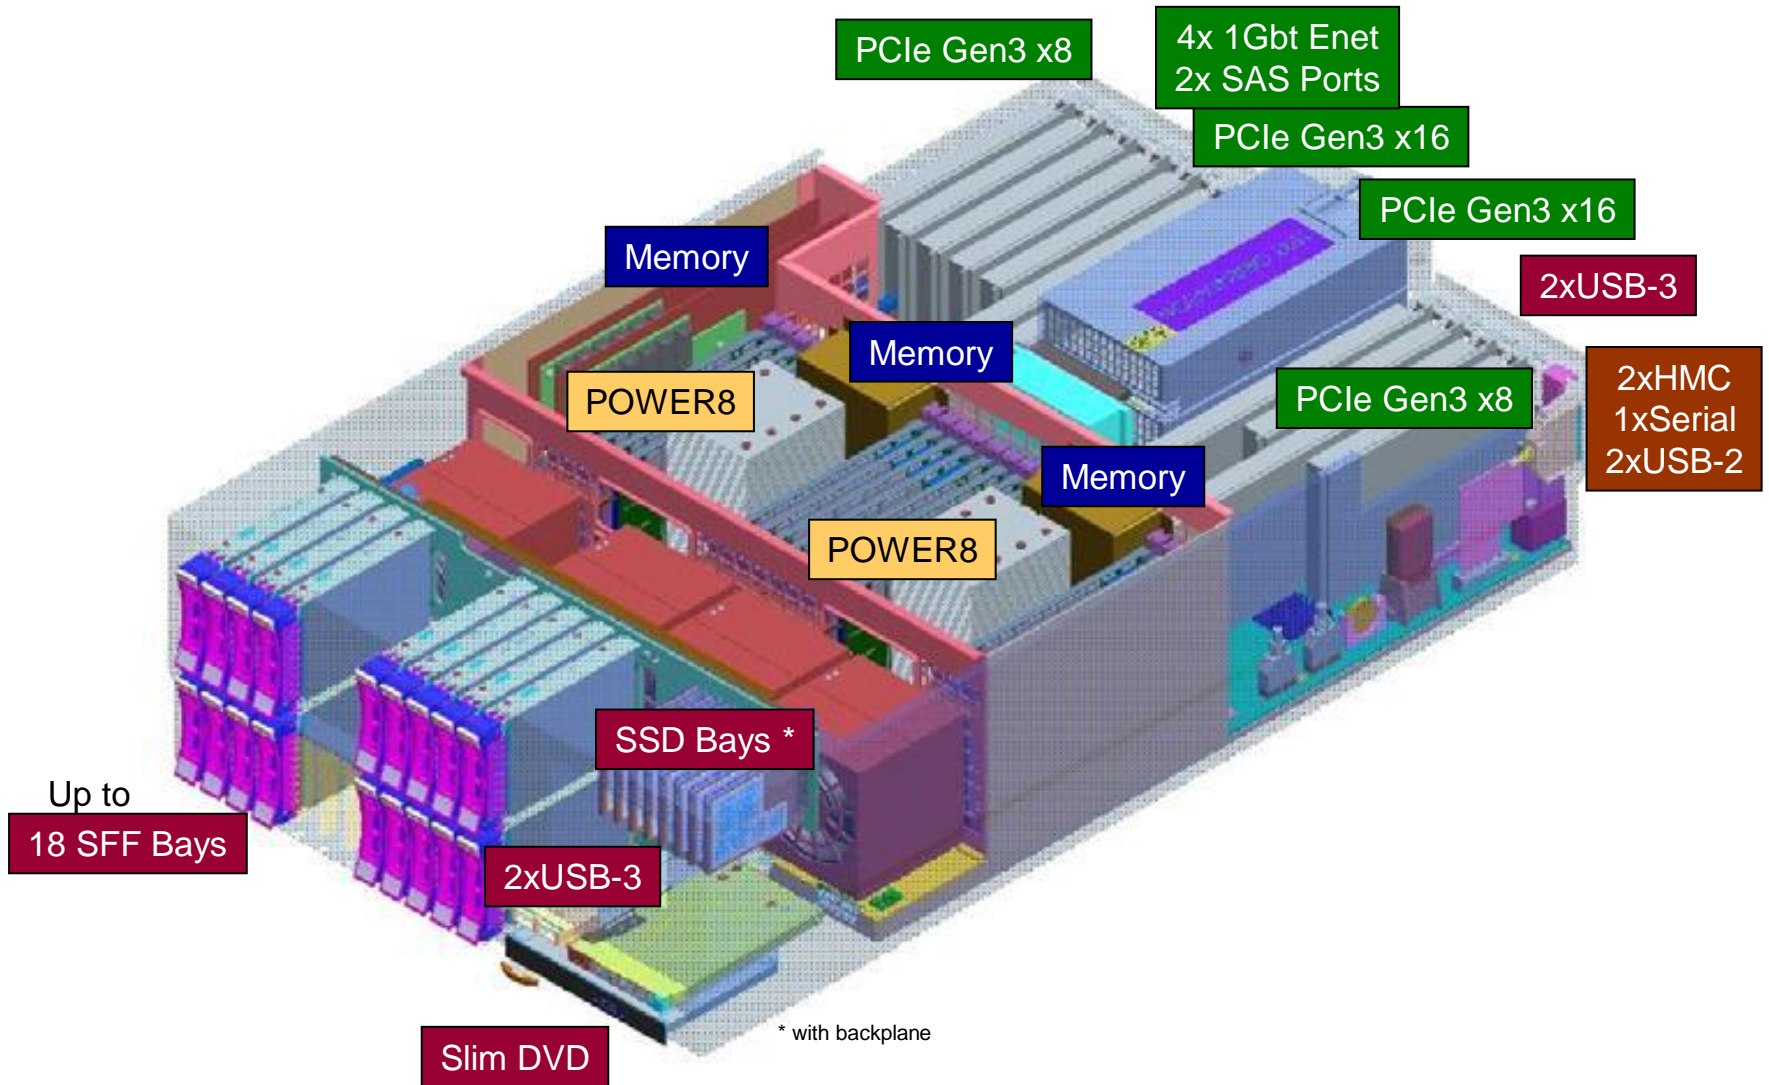 PCIe Gen3 x8
4x 1Gbt Enet
2x SAS Ports
PCIe Gen3 x16
PCIe Gen3 x16
Memory
2xUSB-3
Memory
2xHMC
1xSerial
2xUSB-2
POWER8
PCIe Gen3 x8
Memory
POWER8
SSD Bays *
Up to
18 SFF Bays
2xUSB-3
* with backplane
Slim DVD